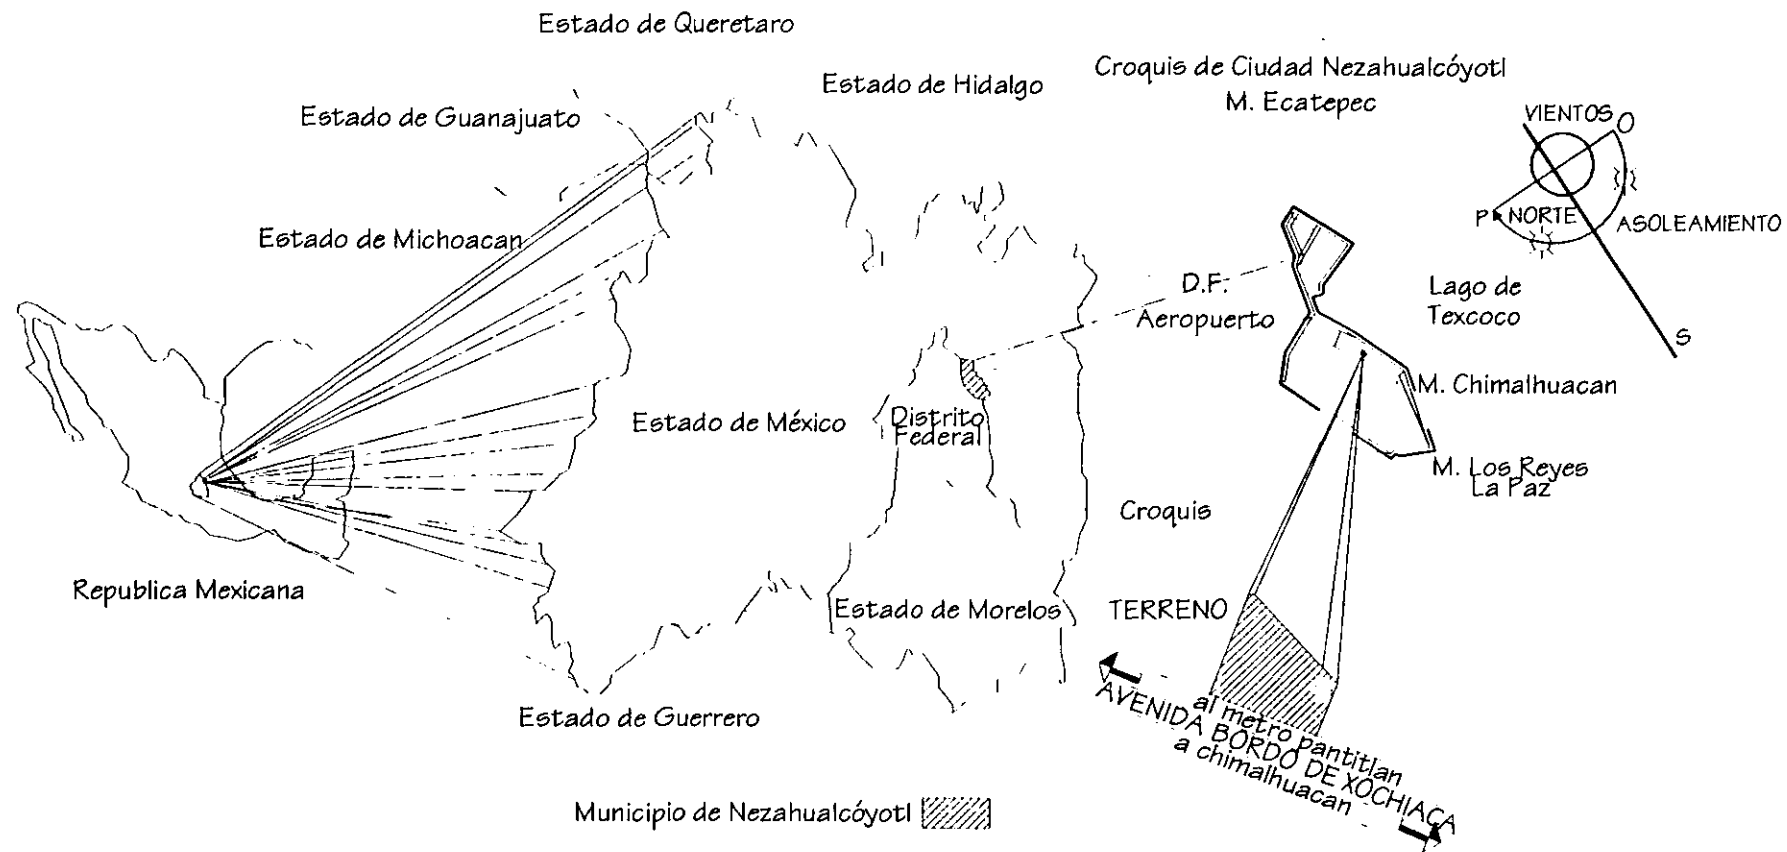 Estado de Queretaro
Estado de Hidalgo
Croquis de Ciudad Nezahualcóyotl
M. Ecatepec
Estado de Guanajuato
VIENTOS
O
P
NORTE
ASOLEAMIENTO
S
Estado de Michoacan
D.F.
Aeropuerto
Lago de
Texcoco
M. Chimalhuacan
Estado de México
Distrito
Federal
M. Los Reyes
La Paz
Croquis
Republica Mexicana
Estado de Morelos
TERRENO
Estado de Guerrero
al metro pantitlan
AVENIDA BORDO DE XOCHIACA
a chimalhuacan
Municipio de Nezahualcóyotl